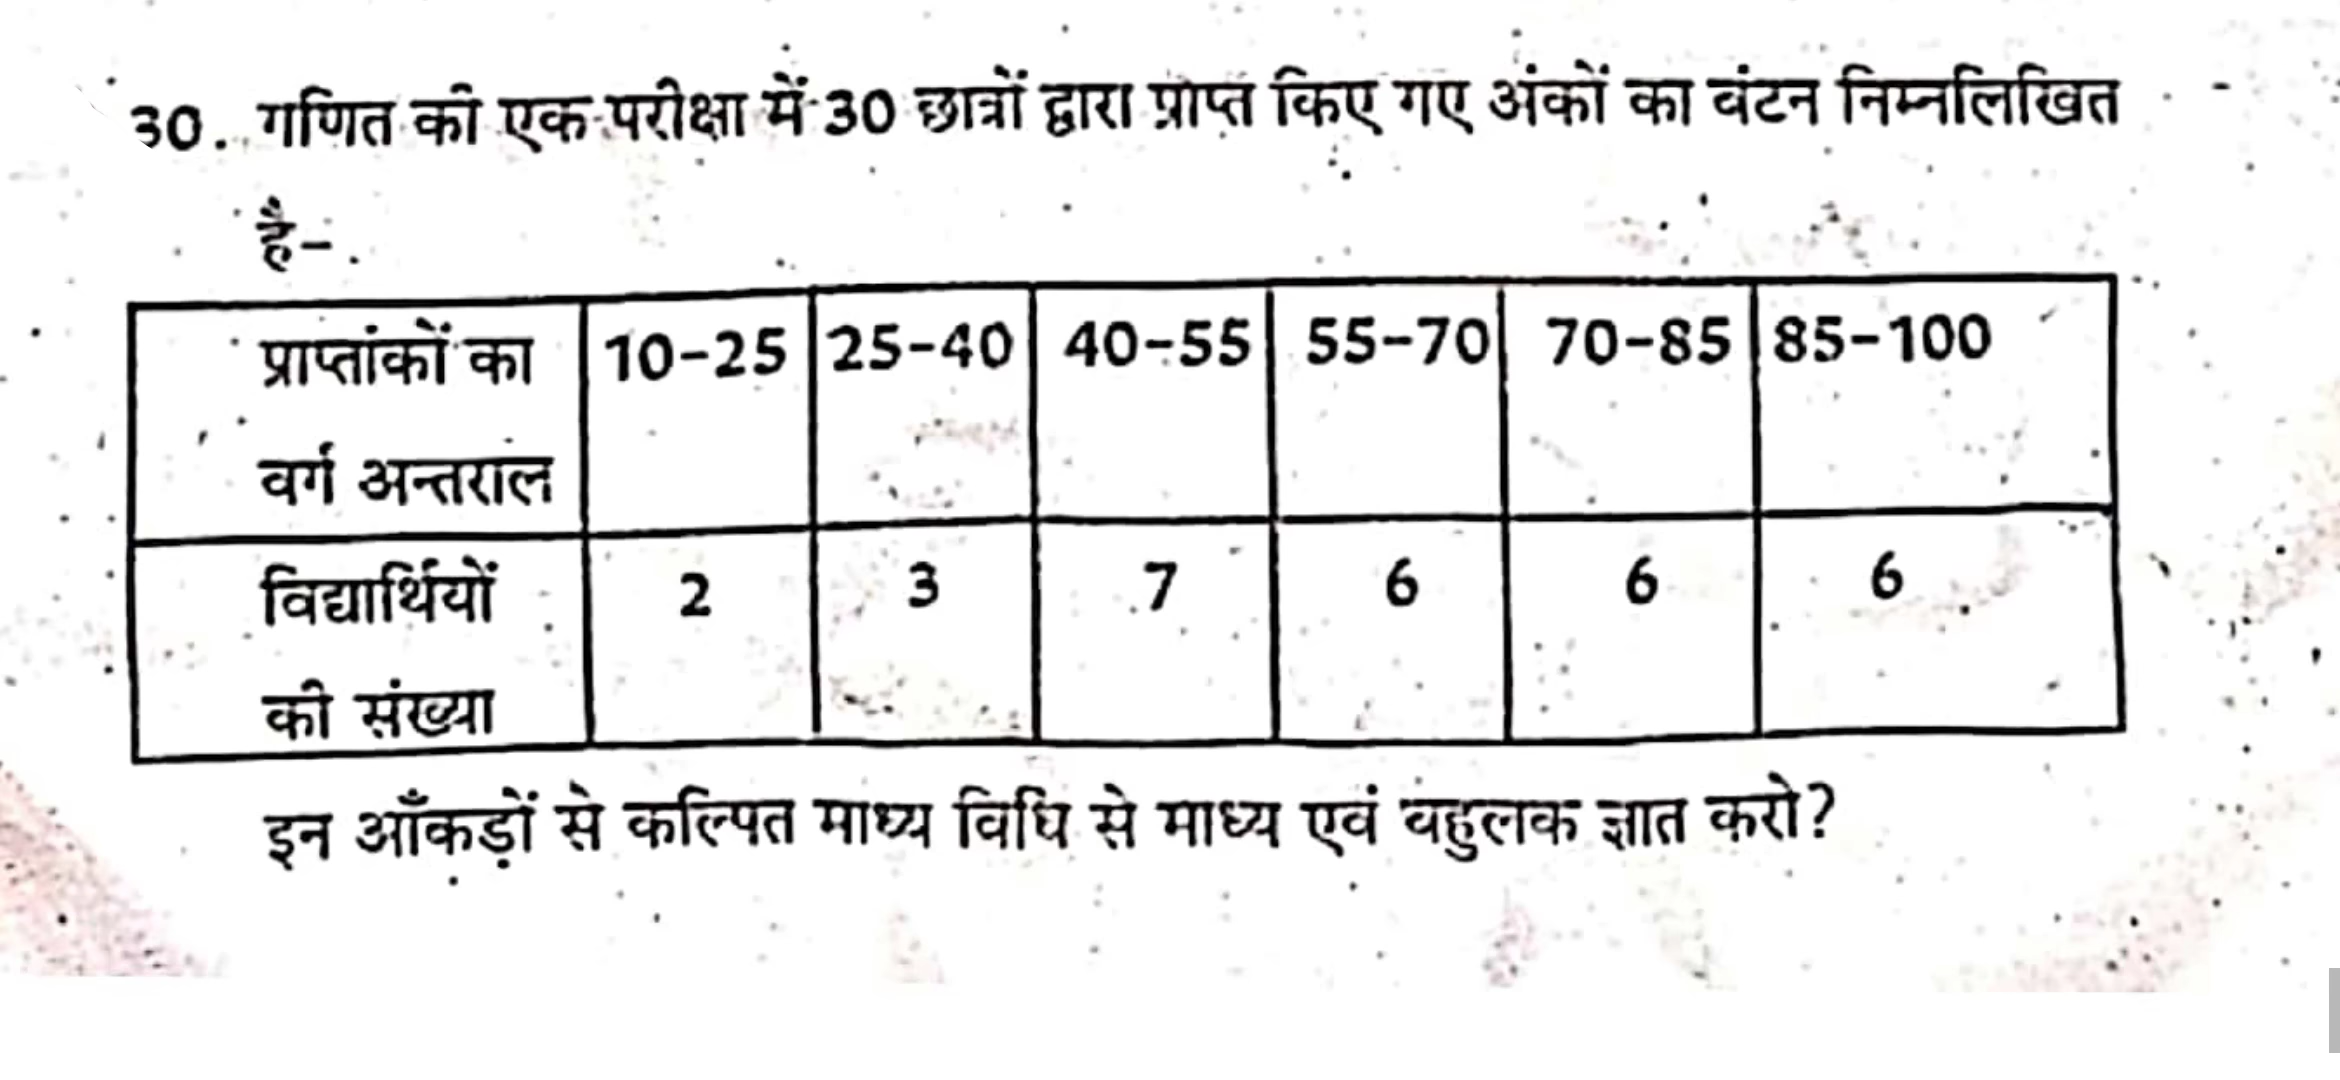 30. गणित की एक परीक्षा में 30 छात्रों द्वारा प्राप्त किए गए अंकों का बंटन निम्नलिखित
है-
प्राप्तांकों का 10-25 25-40 40-55 55-70 70-85 85-100
वर्ग अन्तराल
विद्यार्थियों 2 3 7 6 6 6
की संख्या
इन आँकड़ों से कल्पित माध्य विधि से माध्य एवं बहुलक ज्ञात करो?